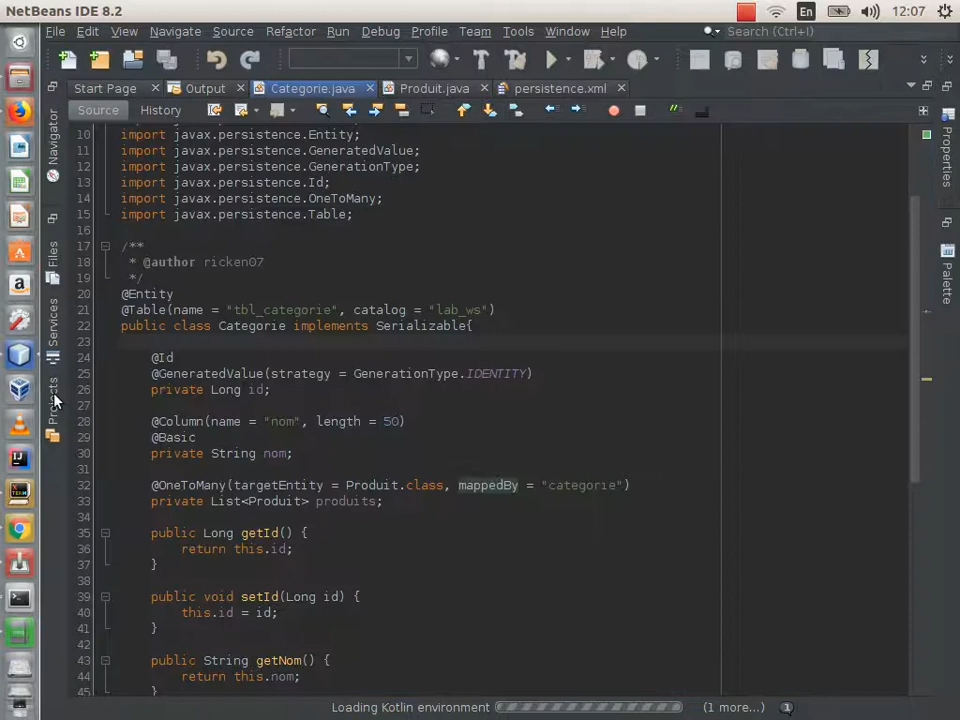 NetBeans IDE 8.2
En
12:07
File Edit View Navigate Source Refactor Run Debug Profile Team Tools Window Help
Search (Ctrl+I)
Start Page
Output
Categorie.java
Produit.java
persistence.xml
Source
History
Navigator
Files
Services
Projects
Properties
Palette
10 import javax.persistence.Entity;
11 import javax.persistence.GeneratedValue;
12 import javax.persistence.GenerationType;
13 import javax.persistence.Id;
14 import javax.persistence.OneToMany;
15 import javax.persistence.Table;
16
17 /**
18 * @author ricken07
19 */
20 @Entity
21 @Table(name = "tbl_categorie", catalog = "lab_ws")
22 public class Categorie implements Serializable{
23
24 @Id
25 @GeneratedValue(strategy = GenerationType.IDENTITY)
26 private Long id;
27
28 @Column(name = "nom", length = 50)
29 @Basic
30 private String nom;
31
32 @OneToMany(targetEntity = Produit.class, mappedBy = "categorie")
33 private List<Produit> produits;
34
35 public Long getId() {
36 return this.id;
37 }
38
39 public void setId(Long id) {
40 this.id = id;
41 }
42
43 public String getNom() {
44 return this.nom;
45 }
Loading Kotlin environment
(1 more...)
1